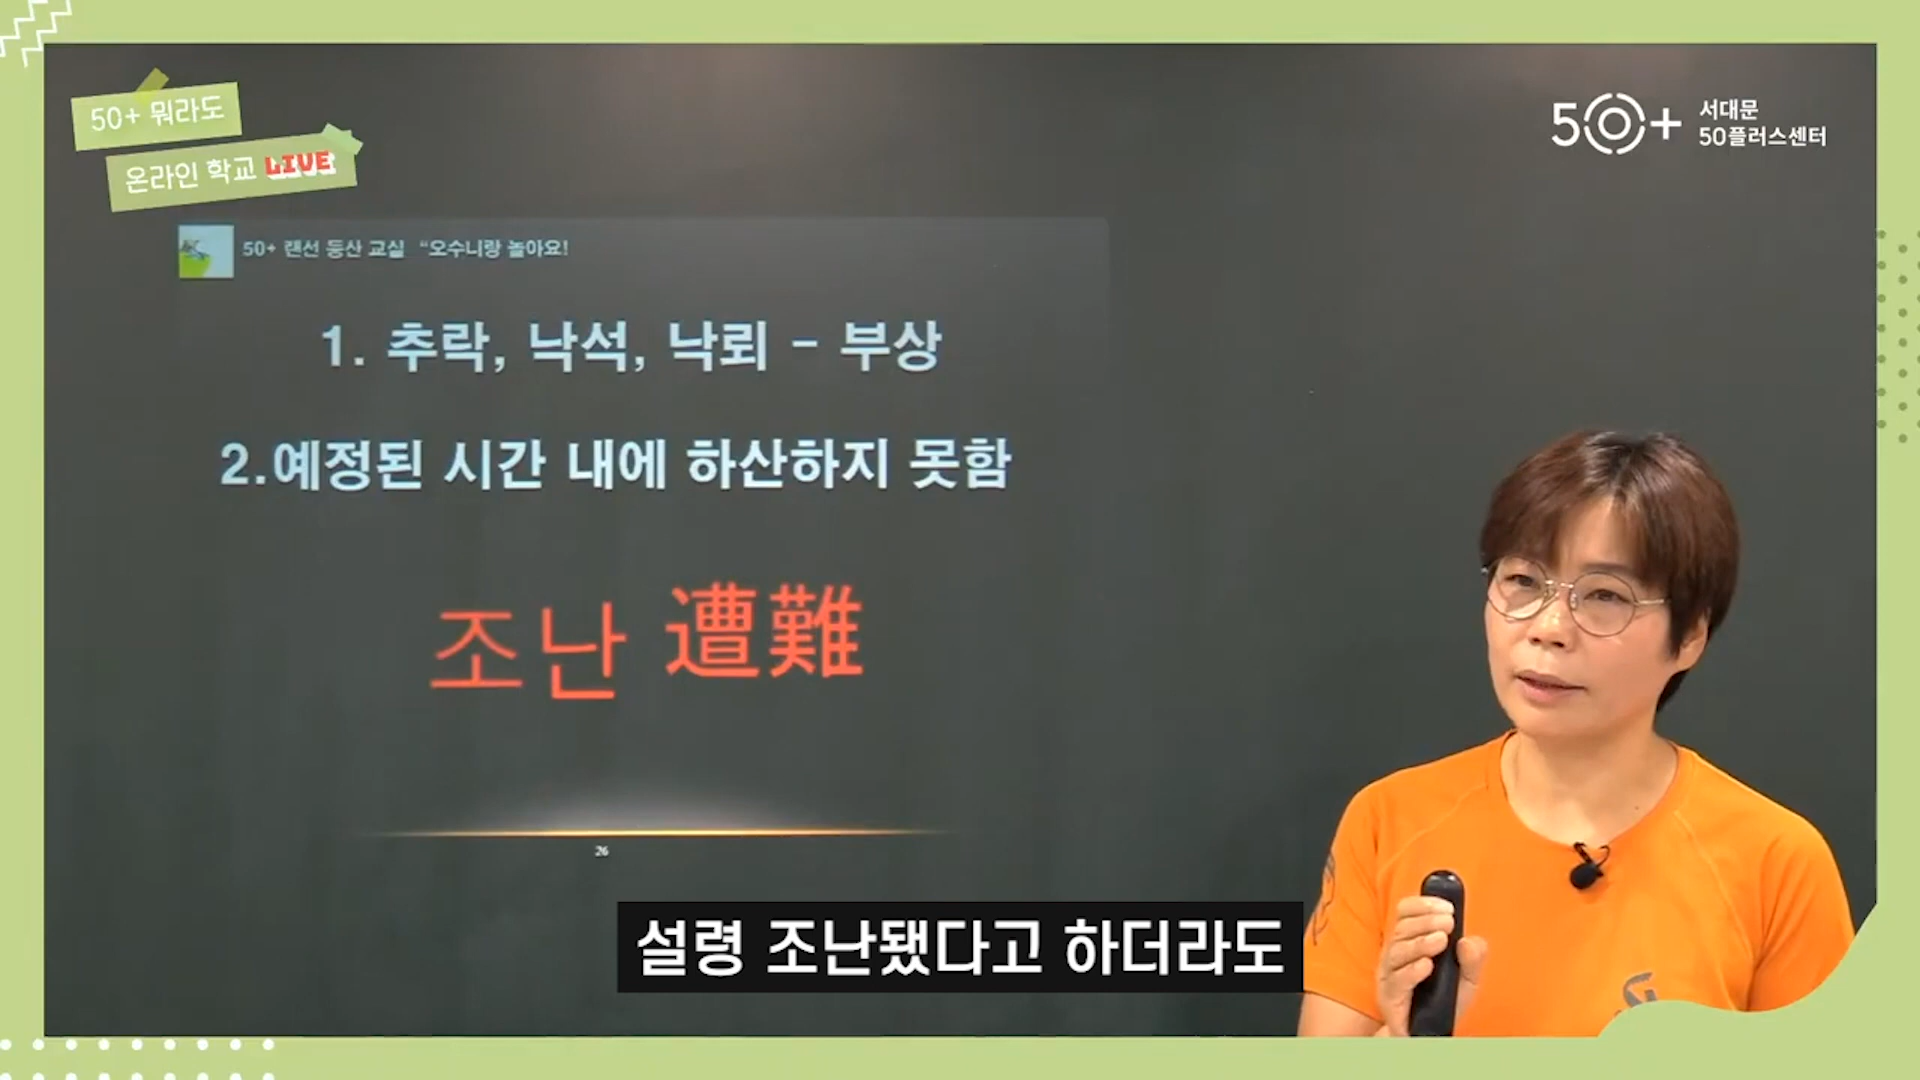 50+ 뭐라도
온라인 학교 LIVE
50+ 서대문
50플러스센터
50+ 랜선 등산 교실 “오수니랑 놀아요!
1. 추락, 낙석, 낙뢰 - 부상
2.예정된 시간 내에 하산하지 못함
조난 遭難
26
설령 조난됐다고 하더라도